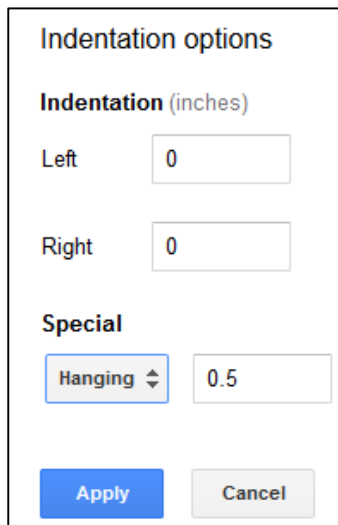 Indentation options
Indentation (inches)
Left 0
Right 0
Special
Hanging 0.5
Apply Cancel